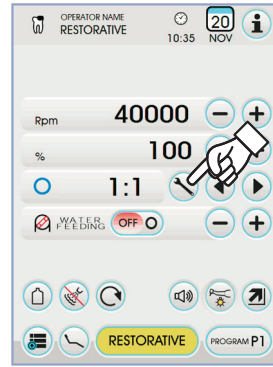 OPERATOR NAME
RESTORATIVE
10:35
20
NOV
i
Rpm 40000
% 100
1:1
WATER
FEEDING OFF
RESTORATIVE
PROGRAM P1